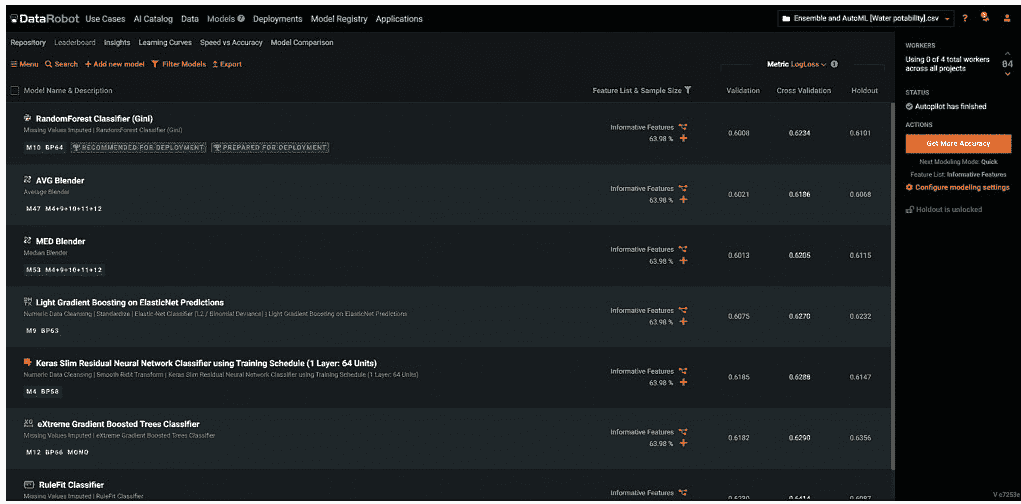 DataRobot Use Cases AI Catalog Data Models 7 Deployments Model Registry Applications Ensemble and AutoML [Water potability].csv ?
Repository Leaderboard Insights Learning Curves Speed vs Accuracy Model Comparison
Menu Search + Add new model Filter Models Export Metric LogLoss
Model Name & Description Feature List & Sample Size Validation Cross Validation Holdout
RandomForest Classifier (Gini)
Missing Values Imputed | RandomForest Classifier (Gini)
M10 BP64 RECOMMENDED FOR DEPLOYMENT PREPARED FOR DEPLOYMENT
Informative Features
63.98 % + 0.6008 0.6234 0.6101
AVG Blender
Average Blender
M47 M4+9+10+11+12
Informative Features
63.98 % + 0.6021 0.6186 0.6068
MED Blender
Median Blender
M53 M4+9+10+11+12
Informative Features
63.98 % + 0.6013 0.6205 0.6115
Light Gradient Boosting on ElasticNet Predictions
Numeric Data Cleansing | Standardize | Elastic-Net Classifier (L2 / Binomial Deviance) | Light Gradient Boosting on ElasticNet Predictions
M9 BP63
Informative Features
63.98 % + 0.6075 0.6270 0.6232
Keras Slim Residual Neural Network Classifier using Training Schedule (1 Layer: 64 Units)
Numeric Data Cleansing | Smooth Ridit Transform | Keras Slim Residual Neural Network Classifier using Training Schedule (1 Layer: 64 Units)
M4 BP58
Informative Features
63.98 % + 0.6185 0.6286 0.6147
eXtreme Gradient Boosted Trees Classifier
Missing Values Imputed | eXtreme Gradient Boosted Trees Classifier
M12 BP66 MONO
Informative Features
63.98 % + 0.6182 0.6290 0.6356
RuleFit Classifier
Missing Values Imputed | RuleFit Classifier
Informative Features
WORKERS
Using 0 of 4 total workers
across all projects
04
STATUS
Autopilot has finished
ACTIONS
Get More Accuracy
Next Modeling Mode: Quick
Feature List: Informative Features
Configure modeling settings
Holdout is unlocked